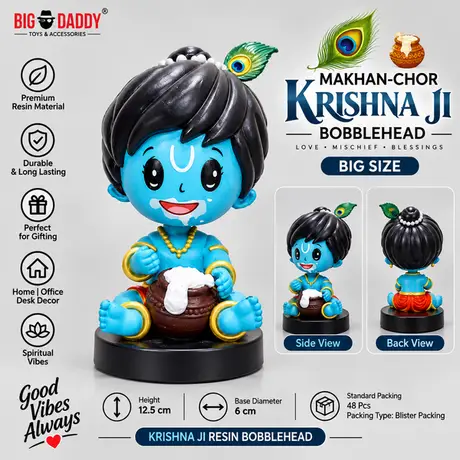 BIG DADDY®
TOYS & ACCESSORIES
Premium
Resin Material
Durable
& Long Lasting
Perfect
for Gifting
Home | Office
Desk Decor
Spiritual
Vibes
Good
Vibes
Always
MAKHAN-CHOR
KRISHNA JI
BOBBLEHEAD
LOVE • MISCHIEF • BLESSINGS
BIG SIZE
Side View
Back View
Height
12.5 cm
Base Diameter
6 cm
Standard Packing
48 Pcs
Packing Type: Blister Packing
KRISHNA JI RESIN BOBBLEHEAD